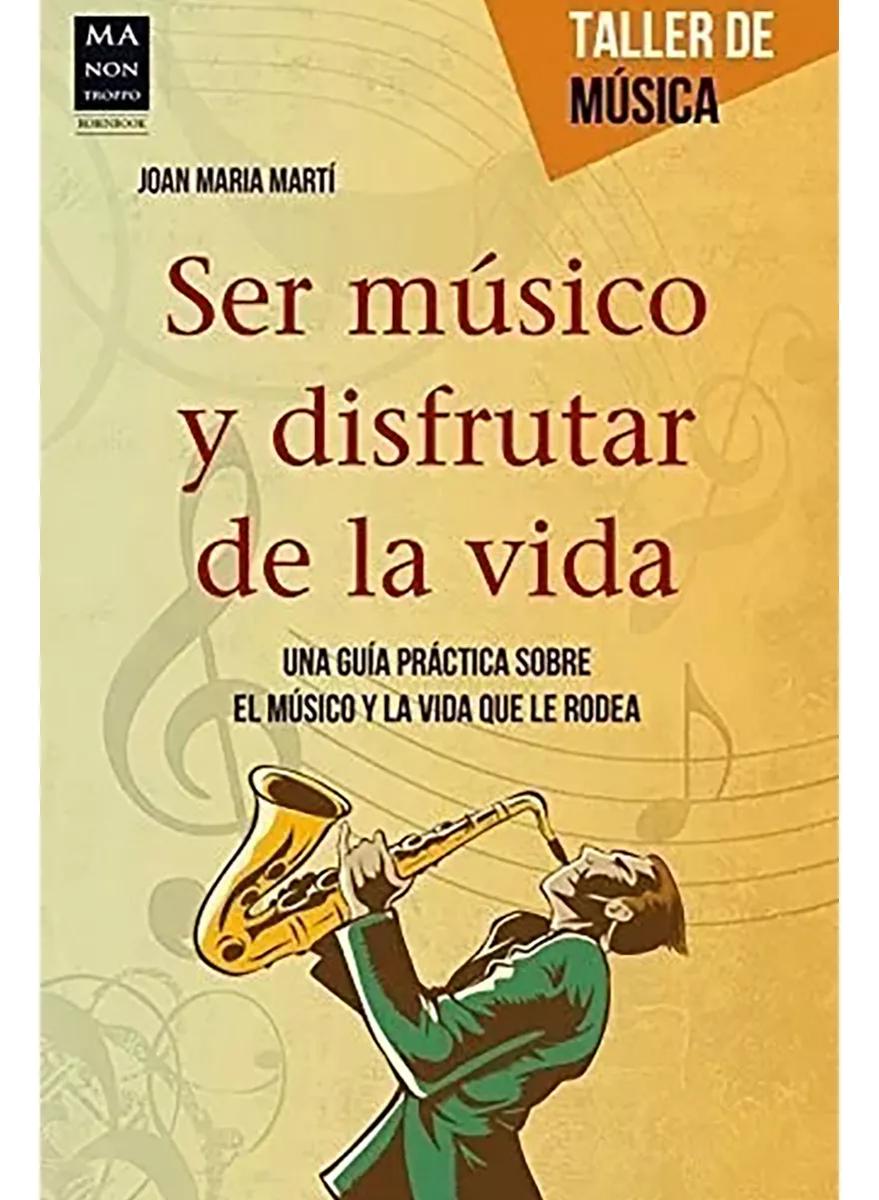 MA
NON
TROPPO
ROBINBOOK
TALLER DE
MÚSICA
JOAN MARIA MARTÍ
Ser músico
y disfrutar
de la vida
UNA GUÍA PRÁCTICA SOBRE
EL MÚSICO Y LA VIDA QUE LE RODEA